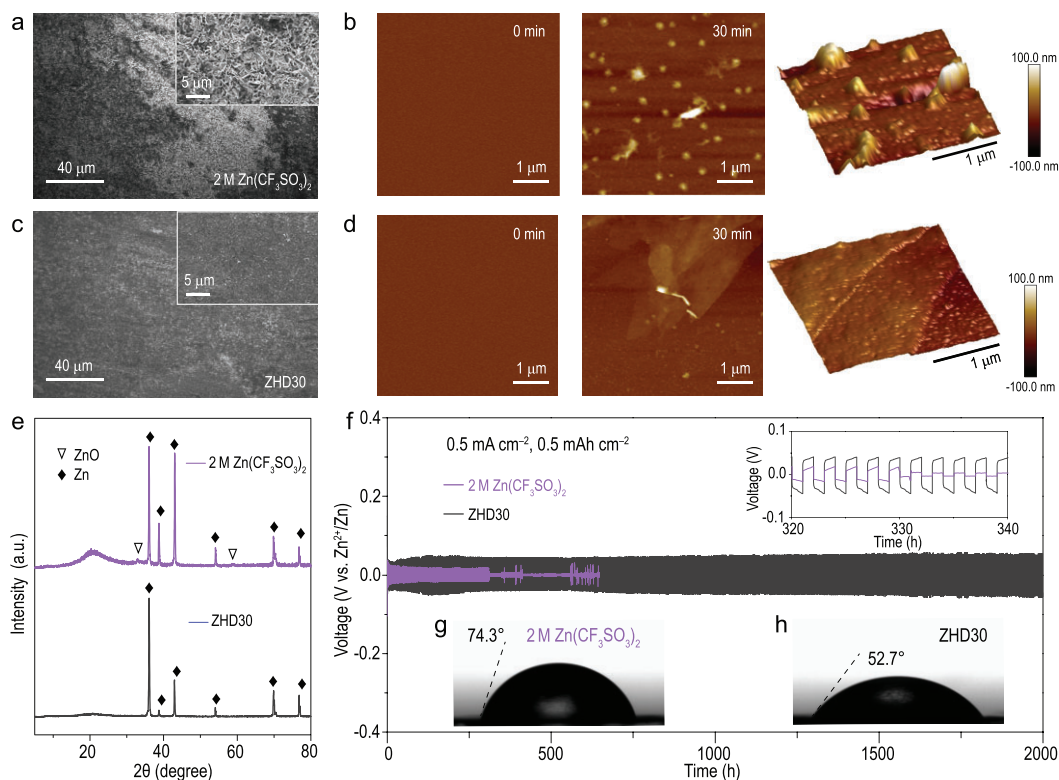 a
5 μm
40 μm
2 M Zn(CF₃SO₃)₂
b
0 min
1 μm
30 min
1 μm
1 μm
100.0 nm
-100.0 nm
c
5 μm
40 μm
ZHD30
d
0 min
1 μm
30 min
1 μm
1 μm
100.0 nm
-100.0 nm
e
▽ ZnO
◆ Zn
2 M Zn(CF₃SO₃)₂
ZHD30
Intensity (a.u.)
20 40 60 80
2θ (degree)
f
0.5 mA cm⁻², 0.5 mAh cm⁻²
2 M Zn(CF₃SO₃)₂
ZHD30
Voltage (V vs. Zn²⁺/Zn)
0.4
0.2
0.0
-0.2
-0.4
0 250 500 750 1000 1250 1500 1750 2000
Time (h)
Voltage (V)
0.1
0.0
-0.1
320 330 340
Time (h)
g
2 M Zn(CF₃SO₃)₂
74.3°
h
ZHD30
52.7°